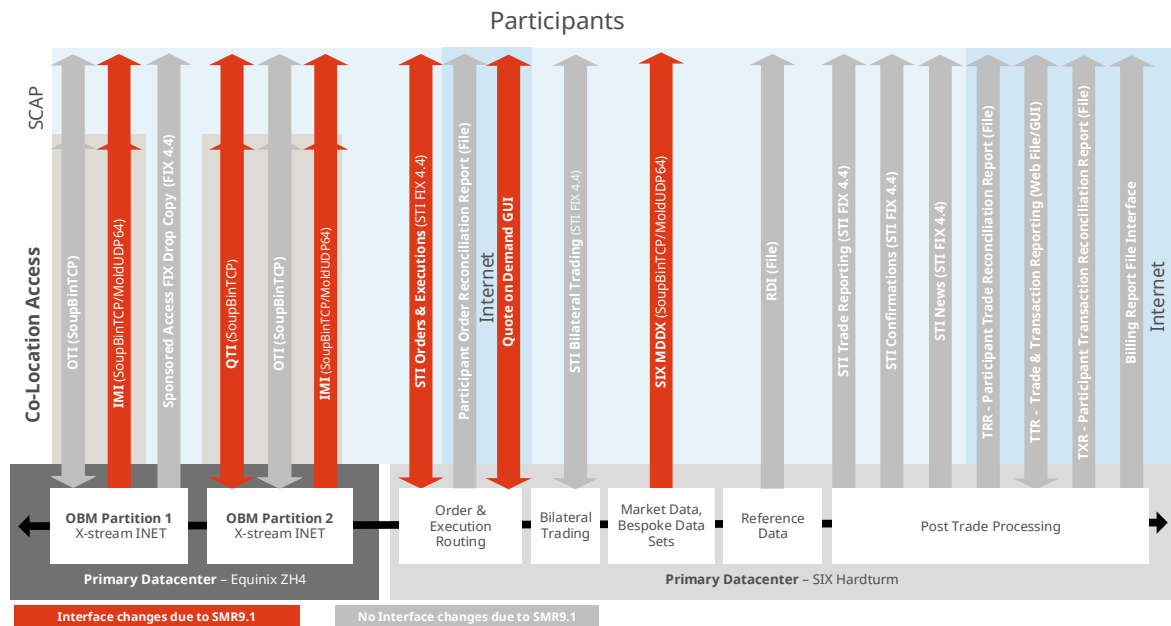 Participants
SCAP
Co-Location Access
OTI (SoupBinTCP)
IMI (SoupBinTCP/MoldUDP64)
Sponsored Access FIX Drop Copy (FIX 4.4)
QTI (SoupBinTCP)
OTI (SoupBinTCP)
IMI (SoupBinTCP/MoldUDP64)
STI Orders & Executions (STI FIX 4.4)
Participant Order Reconciliation Report (File)
Internet
Quote on Demand GUI
STI Bilateral Trading (STI FIX 4.4)
SIX MDDX (SoupBinTCP/MoldUDP64)
RDI (File)
STI Trade Reporting (STI FIX 4.4)
STI Confirmations (STI FIX 4.4)
STI News (STI FIX 4.4)
TRR - Participant Trade Reconciliation Report (File)
TTR - Trade & Transaction Reporting (Web File/GUI)
TXR - Participant Transaction Reconciliation Report (File)
Billing Report File Interface
Internet
OBM Partition 1
X-stream INET
OBM Partition 2
X-stream INET
Order &
Execution
Routing
Bilateral
Trading
Market Data,
Bespoke Data
Sets
Reference
Data
Post Trade Processing
Primary Datacenter – Equinix ZH4
Primary Datacenter – SIX Hardturm
Interface changes due to SMR9.1
No Interface changes due to SMR9.1